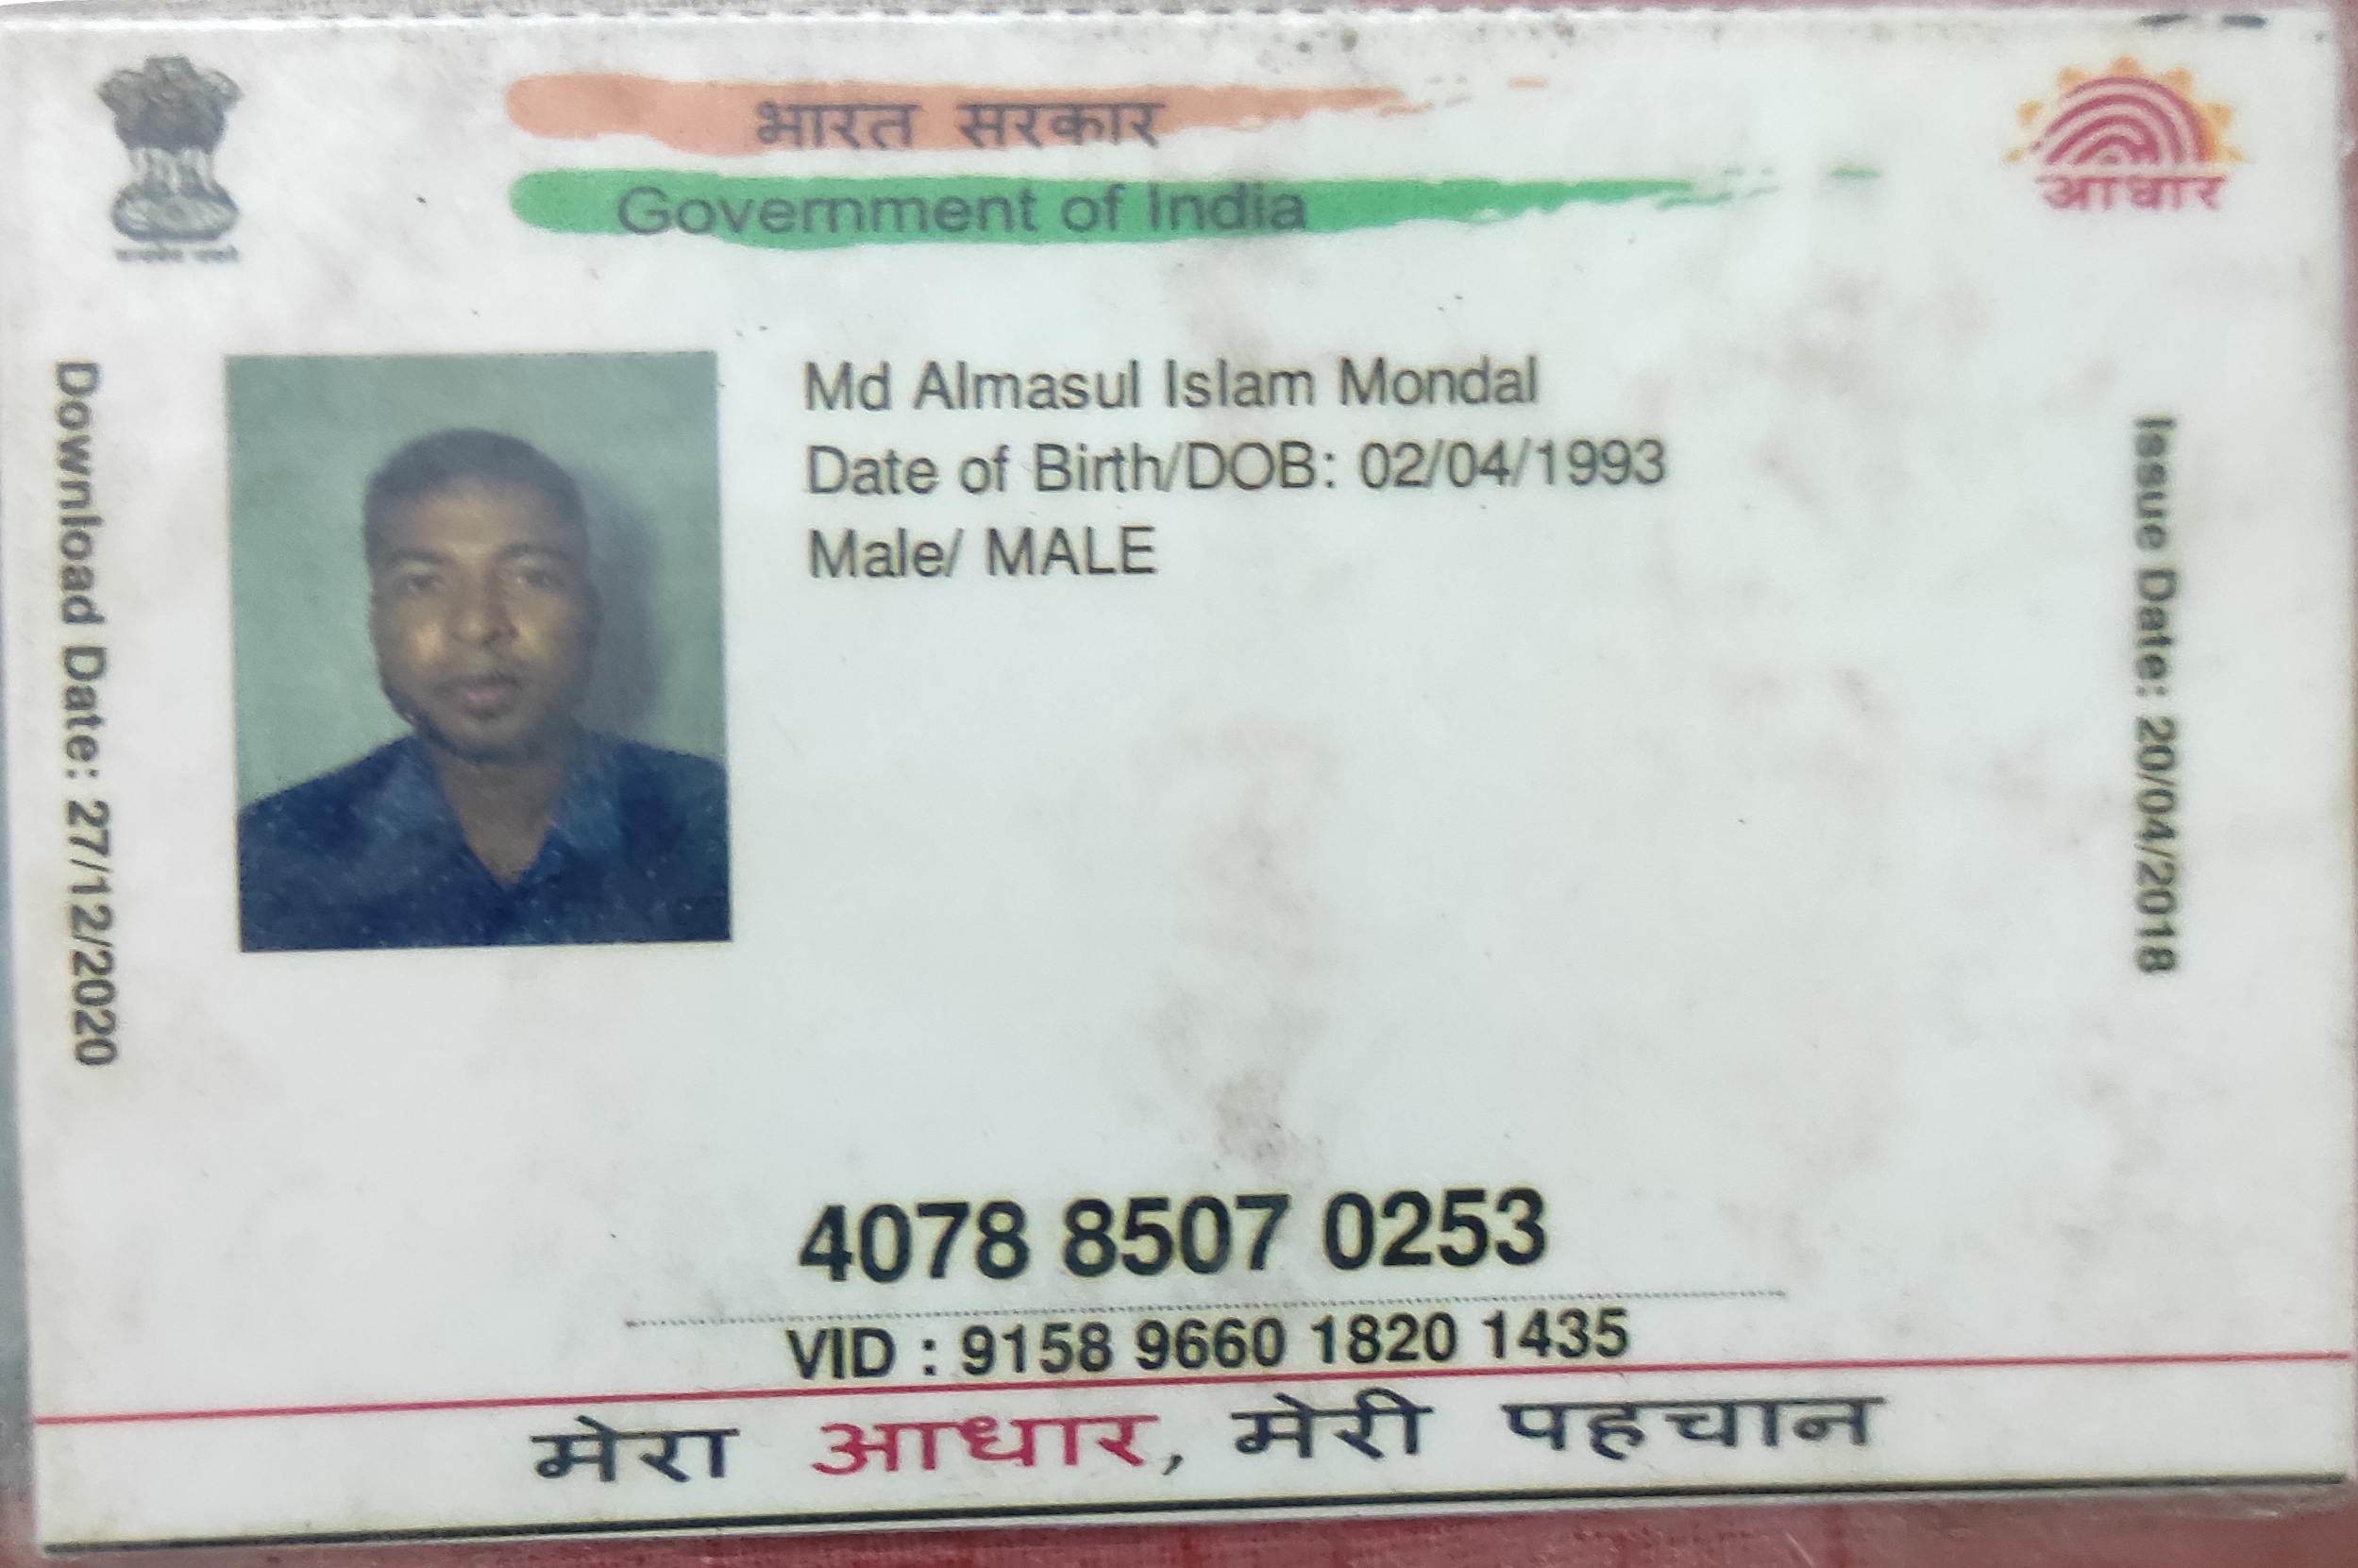 भारत सरकार
Government of India
आधार
Download Date: 27/12/2020
Md Almasul Islam Mondal
Date of Birth/DOB: 02/04/1993
Male/ MALE
Issue Date: 20/04/2018
4078 8507 0253
VID : 9158 9660 1820 1435
मेरा आधार, मेरी पहचान